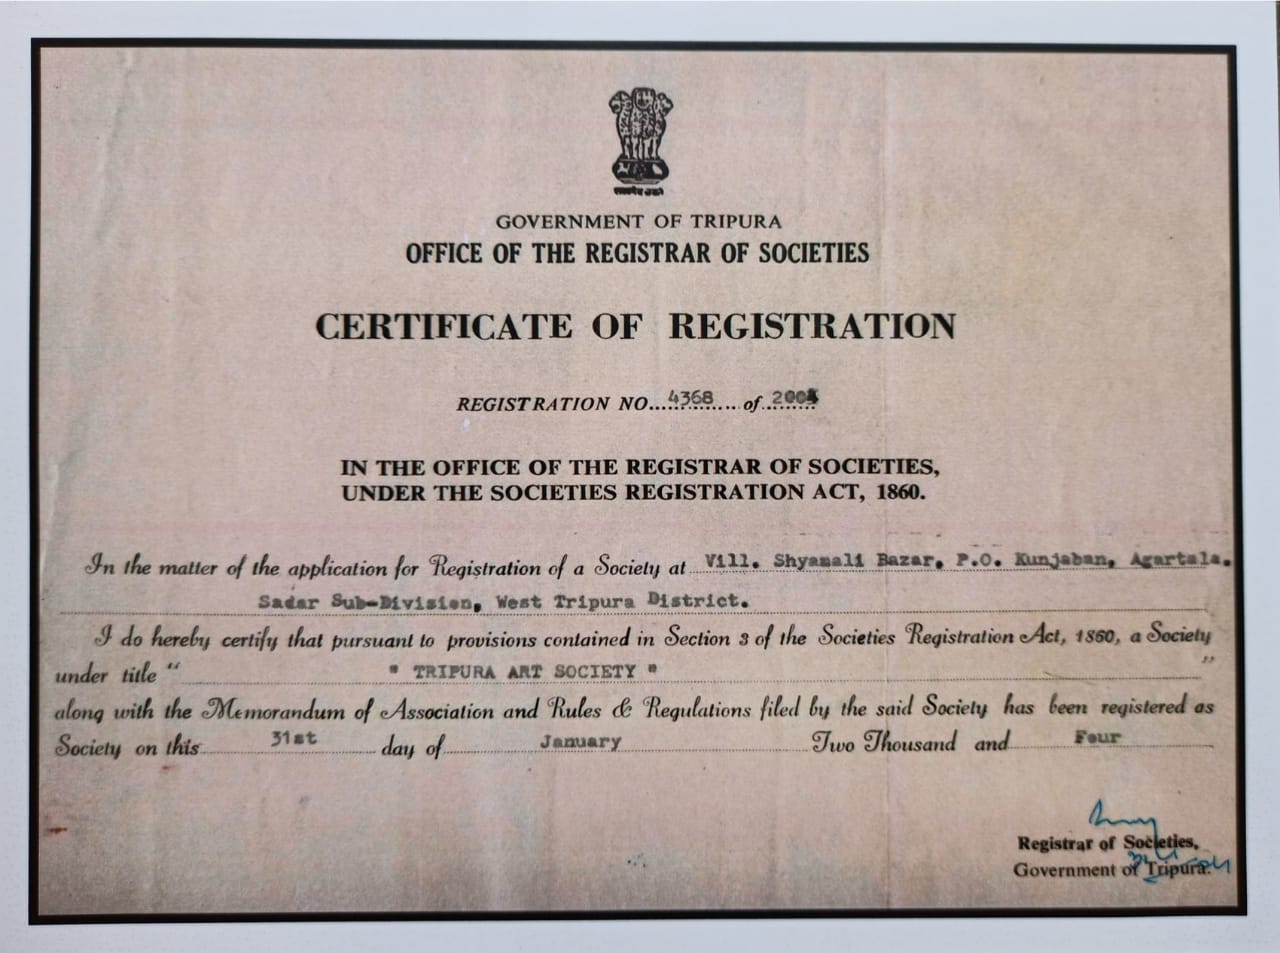 GOVERNMENT OF TRIPURA
OFFICE OF THE REGISTRAR OF SOCIETIES
CERTIFICATE OF REGISTRATION
REGISTRATION NO....4368.... of 2004
IN THE OFFICE OF THE REGISTRAR OF SOCIETIES,
UNDER THE SOCIETIES REGISTRATION ACT, 1860.
In the matter of the application for Registration of a Society at Vill. Shyamali Bazar, P.O. Kunjaban, Agartala.
Sadar Sub-Division, West Tripura District.
I do hereby certify that pursuant to provisions contained in Section 3 of the Societies Registration Act, 1860, a Society
under title " " TRIPURA ART SOCIETY " "
along with the Memorandum of Association and Rules & Regulations filed by the said Society has been registered as
Society on this 31st day of January Two Thousand and Four
Registrar of Societies,
Government of Tripura.